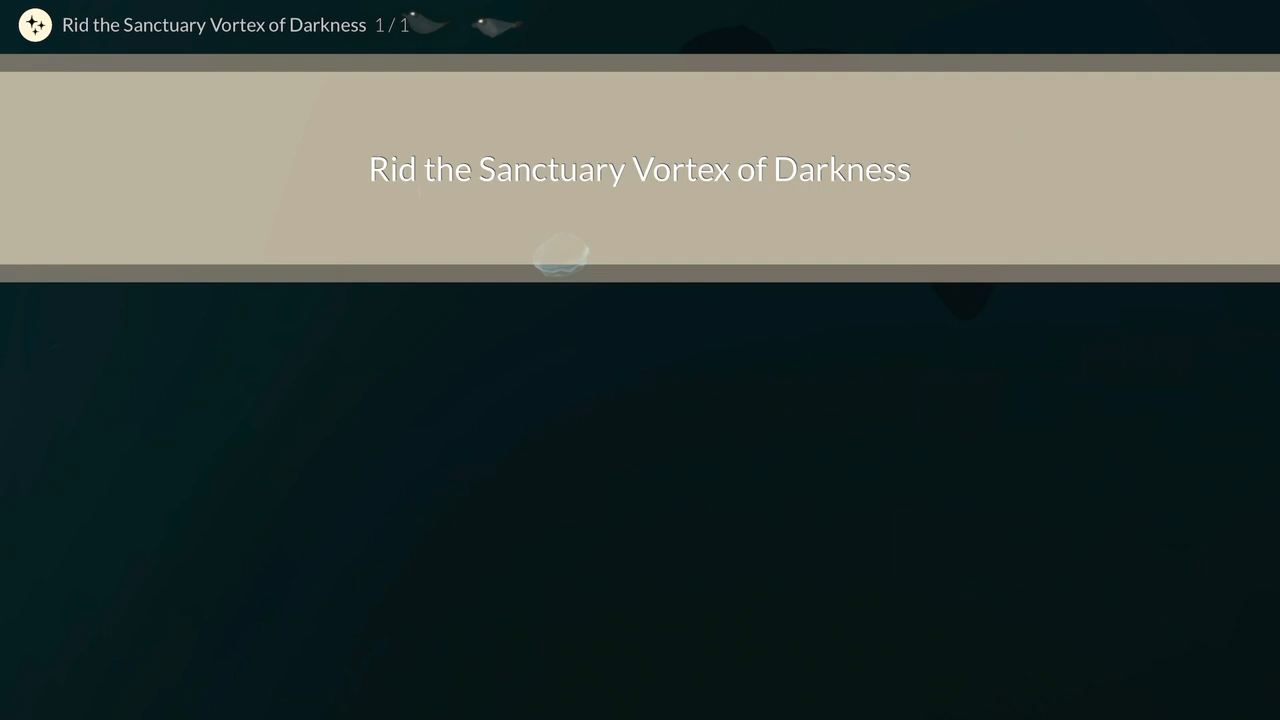 Rid the Sanctuary Vortex of Darkness 1 / 1
Rid the Sanctuary Vortex of Darkness